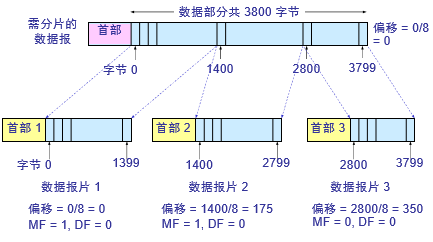 数据部分共 3800 字节
需分片的
数据报
首部
偏移 = 0/8
= 0
字节 0
1400
2800
3799
首部 1
首部 2
首部 3
字节 0
1399
1400
2799
2800
3799
数据报片 1
数据报片 2
数据报片 3
偏移 = 0/8 = 0
偏移 = 1400/8 = 175
偏移 = 2800/8 = 350
MF = 1, DF = 0
MF = 1, DF = 0
MF = 0, DF = 0